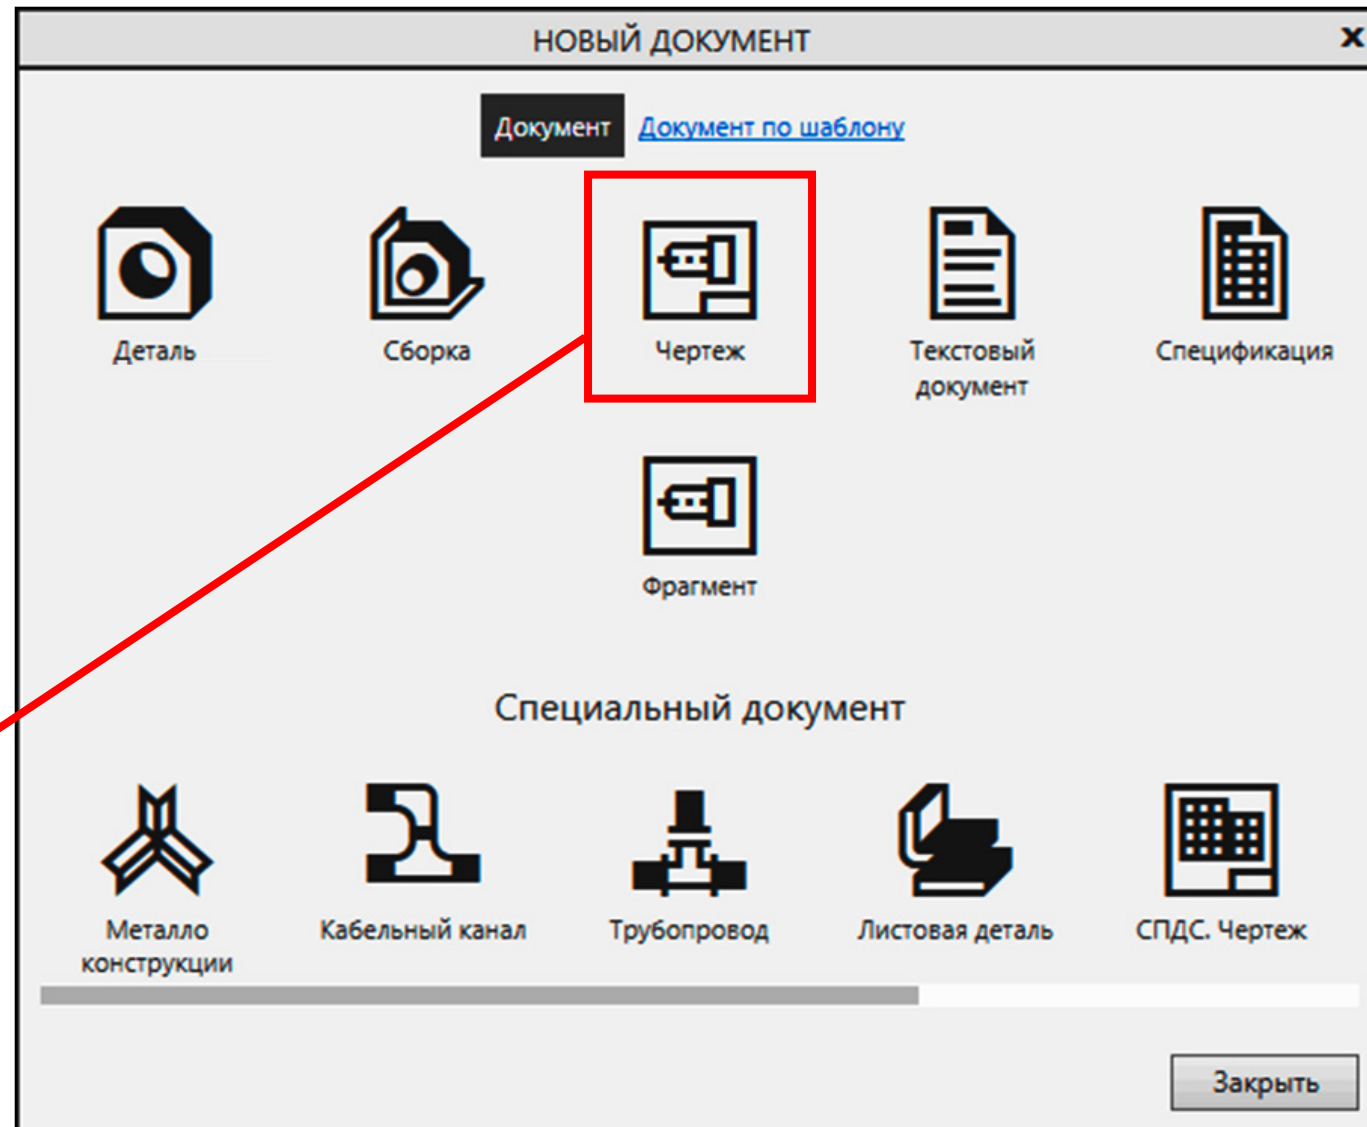 НОВЫЙ ДОКУМЕНТ x
Документ Документ по шаблону
Деталь Сборка Чертеж Текстовый документ Спецификация
Фрагмент
Специальный документ
Металло конструкции Кабельный канал Трубопровод Листовая деталь СПДС. Чертеж
Закрыть